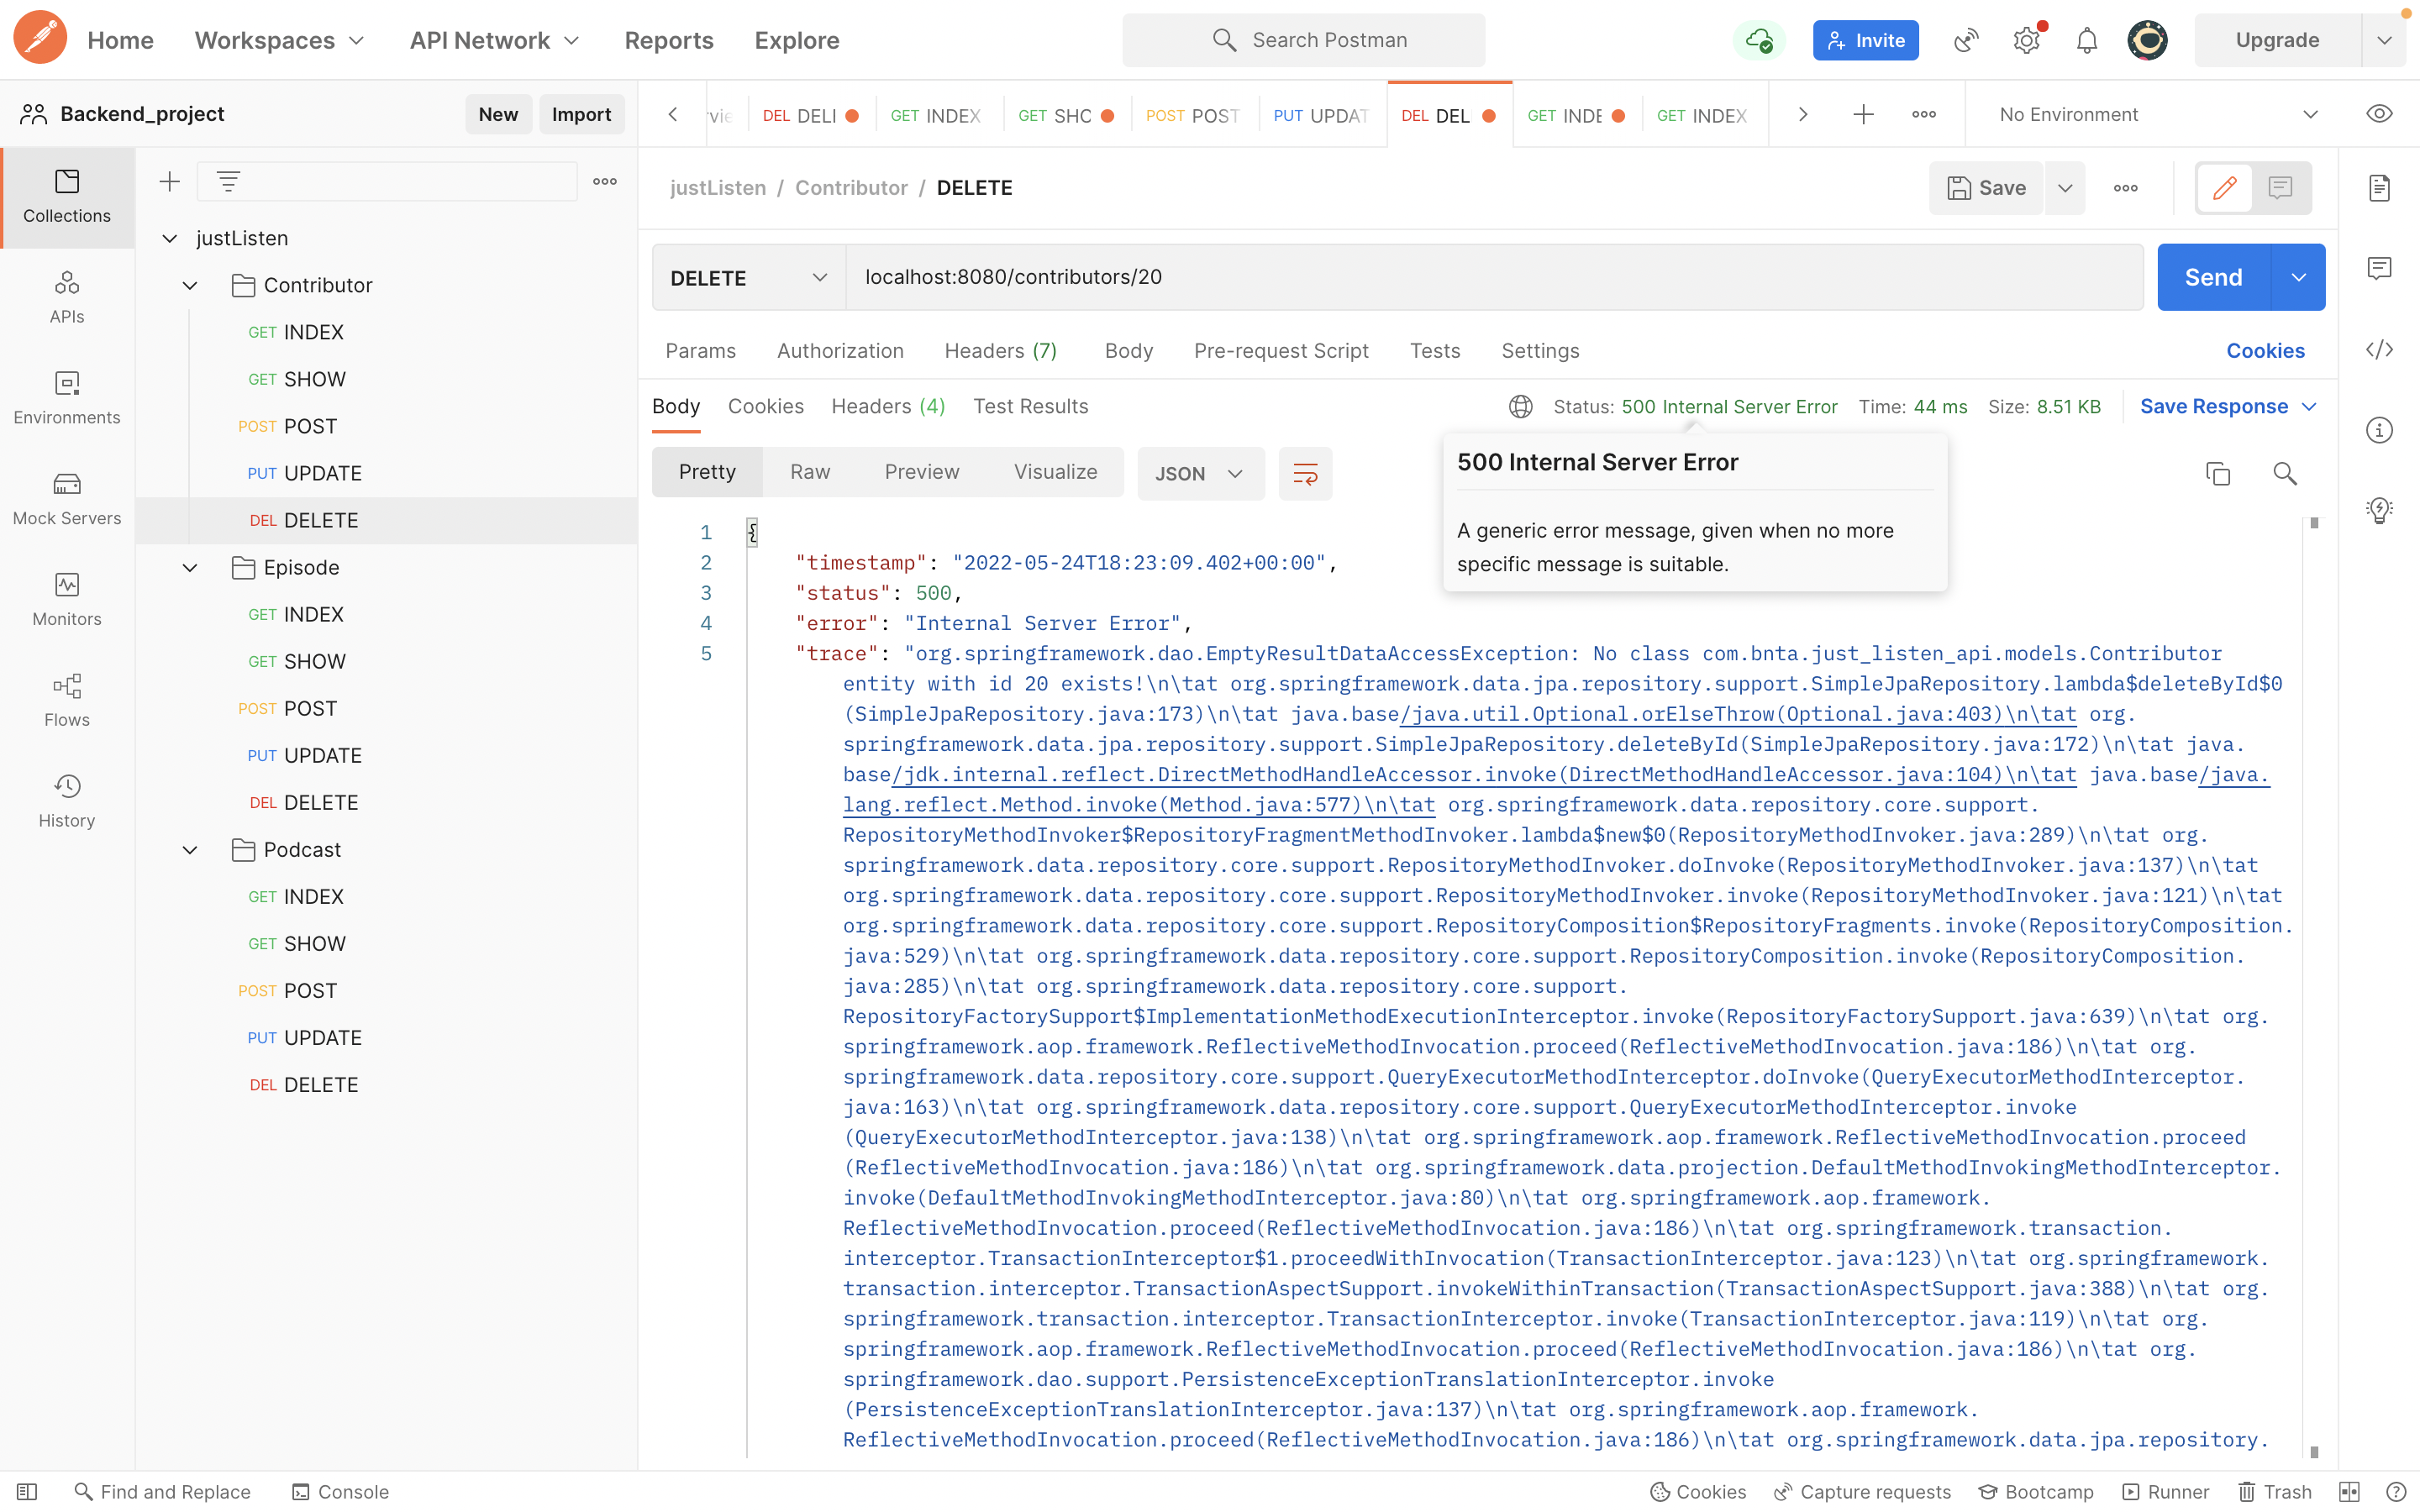 Home
Workspaces
API Network
Reports
Explore
Search Postman
Invite
Upgrade
Backend_project
New
Import
DEL DELI
GET INDEX
GET SHC
POST POST
PUT UPDAT
DEL DEL
GET INDE
GET INDEX
No Environment
Collections
APIs
Environments
Mock Servers
Monitors
Flows
History
justListen
Contributor
GET INDEX
GET SHOW
POST POST
PUT UPDATE
DEL DELETE
Episode
GET INDEX
GET SHOW
POST POST
PUT UPDATE
DEL DELETE
Podcast
GET INDEX
GET SHOW
POST POST
PUT UPDATE
DEL DELETE
justListen / Contributor / DELETE
Save
DELETE
localhost:8080/contributors/20
Send
Params Authorization Headers (7) Body Pre-request Script Tests Settings
Cookies
Body Cookies Headers (4) Test Results
Status: 500 Internal Server Error Time: 44 ms Size: 8.51 KB
Save Response
Pretty Raw Preview Visualize
JSON
500 Internal Server Error
A generic error message, given when no more
specific message is suitable.
1 {
2 "timestamp": "2022-05-24T18:23:09.402+00:00",
3 "status": 500,
4 "error": "Internal Server Error",
5 "trace": "org.springframework.dao.EmptyResultDataAccessException: No class com.bnta.just_listen_api.models.Contributor
entity with id 20 exists!\n\tat org.springframework.data.jpa.repository.support.SimpleJpaRepository.lambda$deleteById$0
(SimpleJpaRepository.java:173)\n\tat java.base/java.util.Optional.orElseThrow(Optional.java:403)\n\tat org.
springframework.data.jpa.repository.support.SimpleJpaRepository.deleteById(SimpleJpaRepository.java:172)\n\tat java.
base/jdk.internal.reflect.DirectMethodHandleAccessor.invoke(DirectMethodHandleAccessor.java:104)\n\tat java.base/java.
lang.reflect.Method.invoke(Method.java:577)\n\tat org.springframework.data.repository.core.support.
RepositoryMethodInvoker$RepositoryFragmentMethodInvoker.lambda$new$0(RepositoryMethodInvoker.java:289)\n\tat org.
springframework.data.repository.core.support.RepositoryMethodInvoker.doInvoke(RepositoryMethodInvoker.java:137)\n\tat
org.springframework.data.repository.core.support.RepositoryMethodInvoker.invoke(RepositoryMethodInvoker.java:121)\n\tat
org.springframework.data.repository.core.support.RepositoryComposition$RepositoryFragments.invoke(RepositoryComposition.
java:529)\n\tat org.springframework.data.repository.core.support.RepositoryComposition.invoke(RepositoryComposition.
java:285)\n\tat org.springframework.data.repository.core.support.
RepositoryFactorySupport$ImplementationMethodExecutionInterceptor.invoke(RepositoryFactorySupport.java:639)\n\tat org.
springframework.aop.framework.ReflectiveMethodInvocation.proceed(ReflectiveMethodInvocation.java:186)\n\tat org.
springframework.data.repository.core.support.QueryExecutorMethodInterceptor.doInvoke(QueryExecutorMethodInterceptor.
java:163)\n\tat org.springframework.data.repository.core.support.QueryExecutorMethodInterceptor.invoke
(QueryExecutorMethodInterceptor.java:138)\n\tat org.springframework.aop.framework.ReflectiveMethodInvocation.proceed
(ReflectiveMethodInvocation.java:186)\n\tat org.springframework.data.projection.DefaultMethodInvokingMethodInterceptor.
invoke(DefaultMethodInvokingMethodInterceptor.java:80)\n\tat org.springframework.aop.framework.
ReflectiveMethodInvocation.proceed(ReflectiveMethodInvocation.java:186)\n\tat org.springframework.transaction.
interceptor.TransactionInterceptor$1.proceedWithInvocation(TransactionInterceptor.java:123)\n\tat org.springframework.
transaction.interceptor.TransactionAspectSupport.invokeWithinTransaction(TransactionAspectSupport.java:388)\n\tat org.
springframework.transaction.interceptor.TransactionInterceptor.invoke(TransactionInterceptor.java:119)\n\tat org.
springframework.aop.framework.ReflectiveMethodInvocation.proceed(ReflectiveMethodInvocation.java:186)\n\tat org.
springframework.dao.support.PersistenceExceptionTranslationInterceptor.invoke
(PersistenceExceptionTranslationInterceptor.java:137)\n\tat org.springframework.aop.framework.
ReflectiveMethodInvocation.proceed(ReflectiveMethodInvocation.java:186)\n\tat org.springframework.data.jpa.repository.
Find and Replace
Console
Cookies
Capture requests
Bootcamp
Runner
Trash